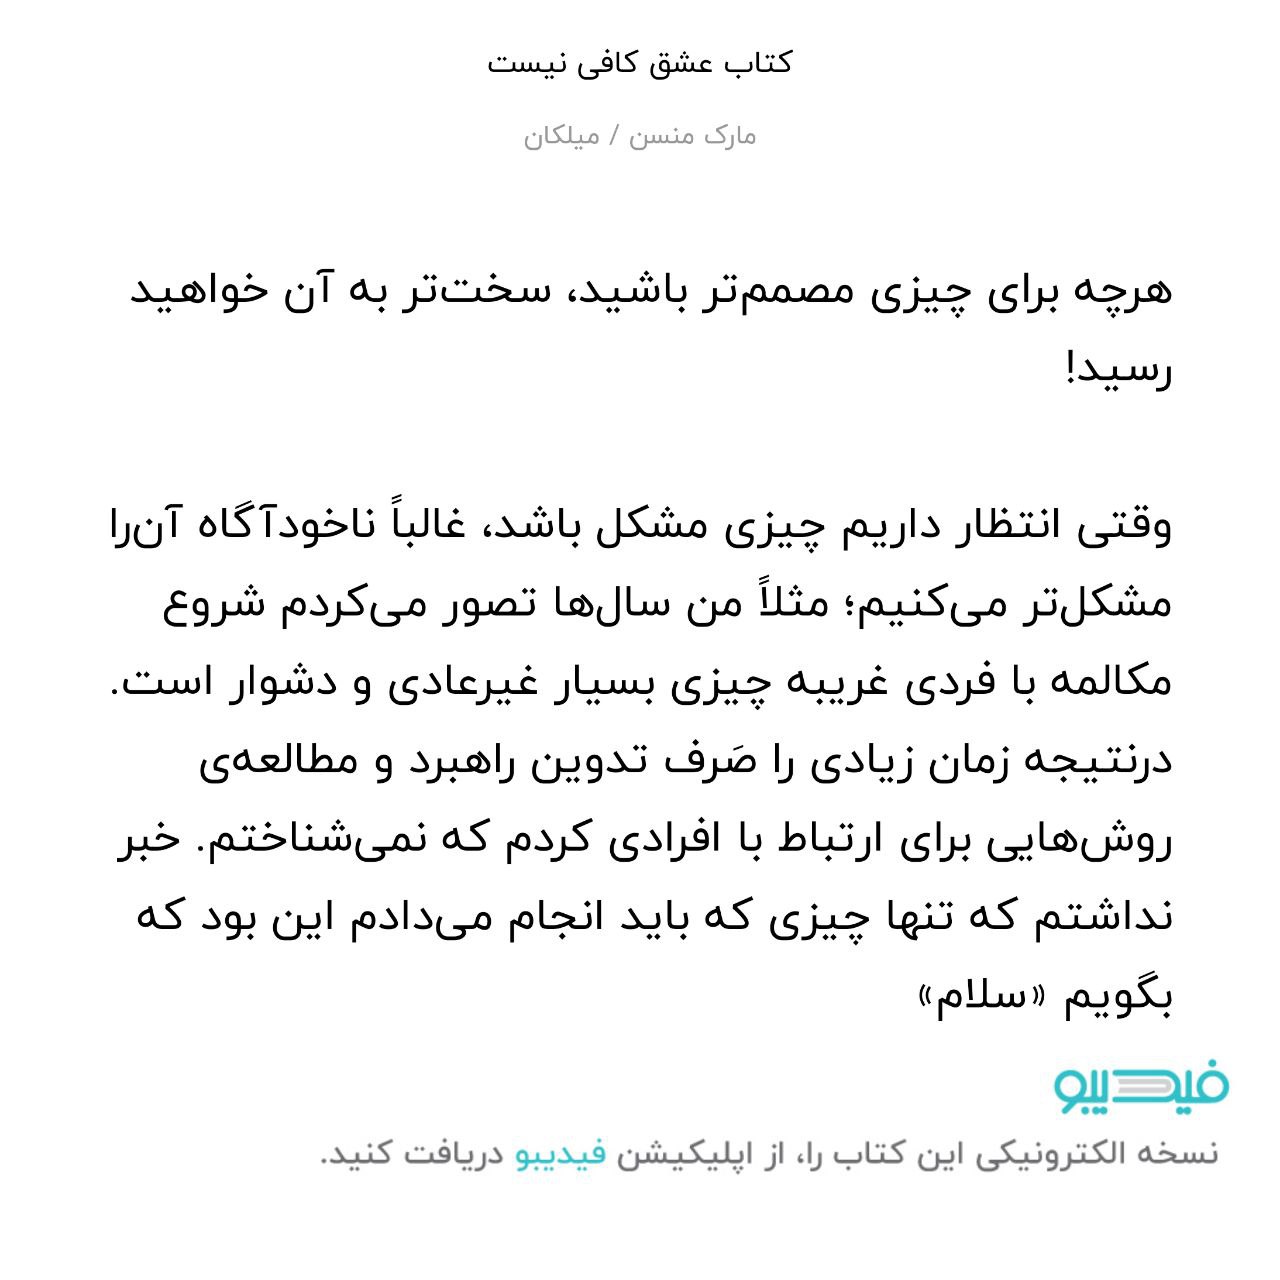 کتاب عشق کافی نیست
مارک منسن / میلکان
هرچه برای چیزی مصمم‌تر باشید، سخت‌تر به آن خواهید
رسید!
وقتی انتظار داریم چیزی مشکل باشد، غالباً ناخودآگاه آن‌را
مشکل‌تر می‌کنیم؛ مثلاً من سال‌ها تصور می‌کردم شروع
مکالمه با فردی غریبه چیزی بسیار غیرعادی و دشوار است.
درنتیجه زمان زیادی را صَرف تدوین راهبرد و مطالعه‌ی
روش‌هایی برای ارتباط با افرادی کردم که نمی‌شناختم. خبر
نداشتم که تنها چیزی که باید انجام می‌دادم این بود که
بگویم «سلام»
فیدیبو
نسخه الکترونیکی این کتاب را، از اپلیکیشن فیدیبو دریافت کنید.